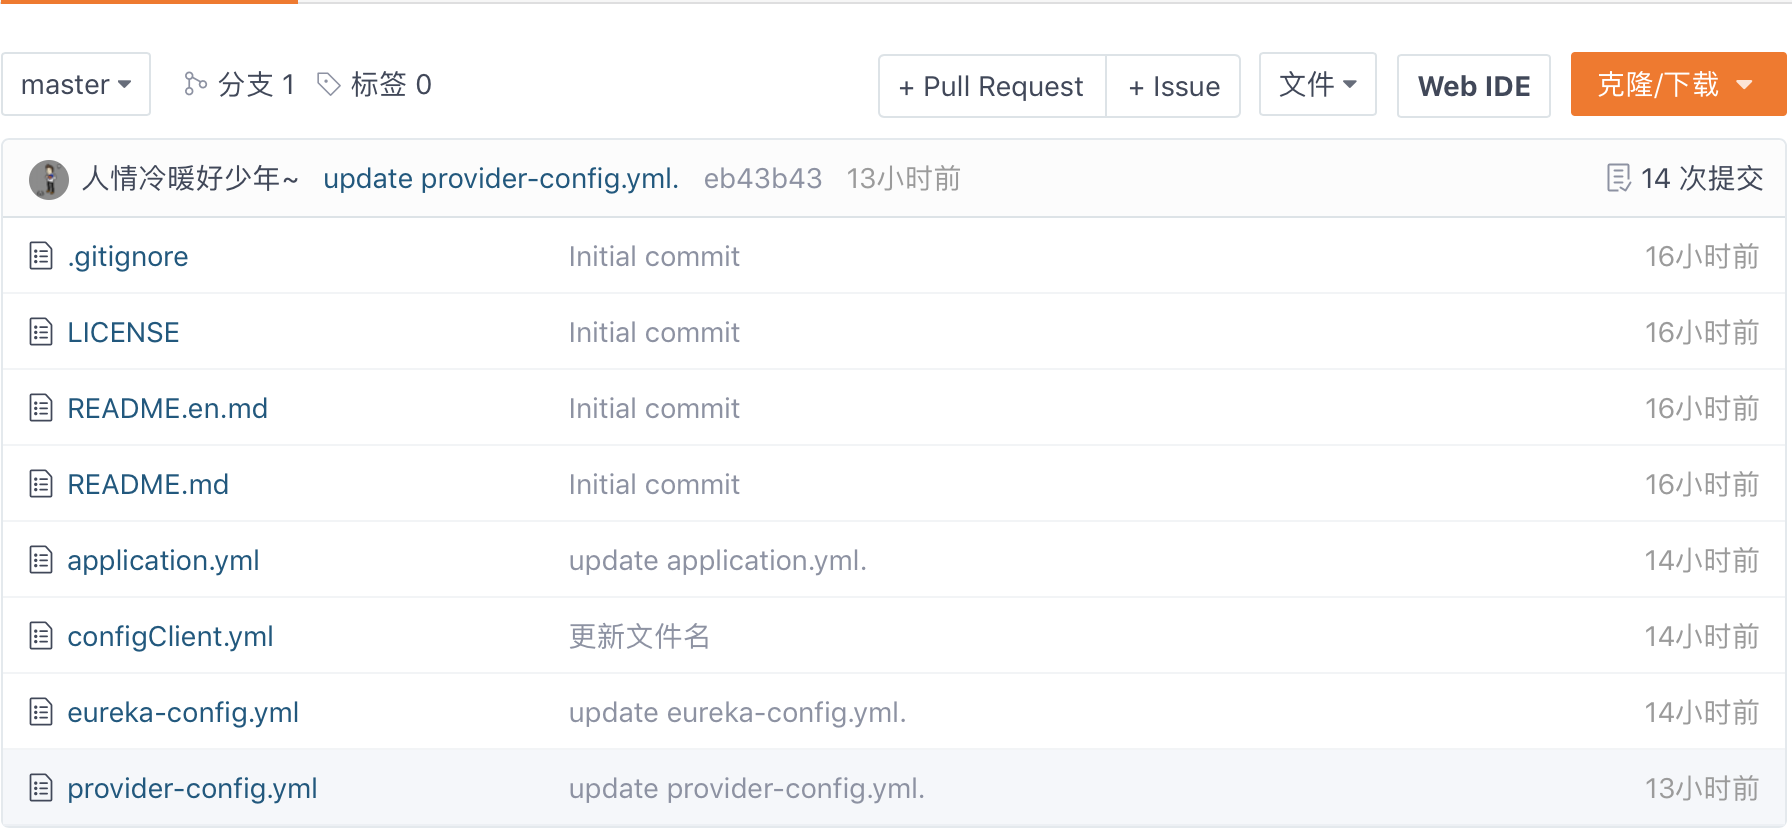 master 分支 1 标签 0 + Pull Request + Issue 文件 Web IDE 克隆/下载
人情冷暖好少年~ update provider-config.yml. eb43b43 13小时前 14 次提交
.gitignore Initial commit 16小时前
LICENSE Initial commit 16小时前
README.en.md Initial commit 16小时前
README.md Initial commit 16小时前
application.yml update application.yml. 14小时前
configClient.yml 更新文件名 14小时前
eureka-config.yml update eureka-config.yml. 14小时前
provider-config.yml update provider-config.yml. 13小时前